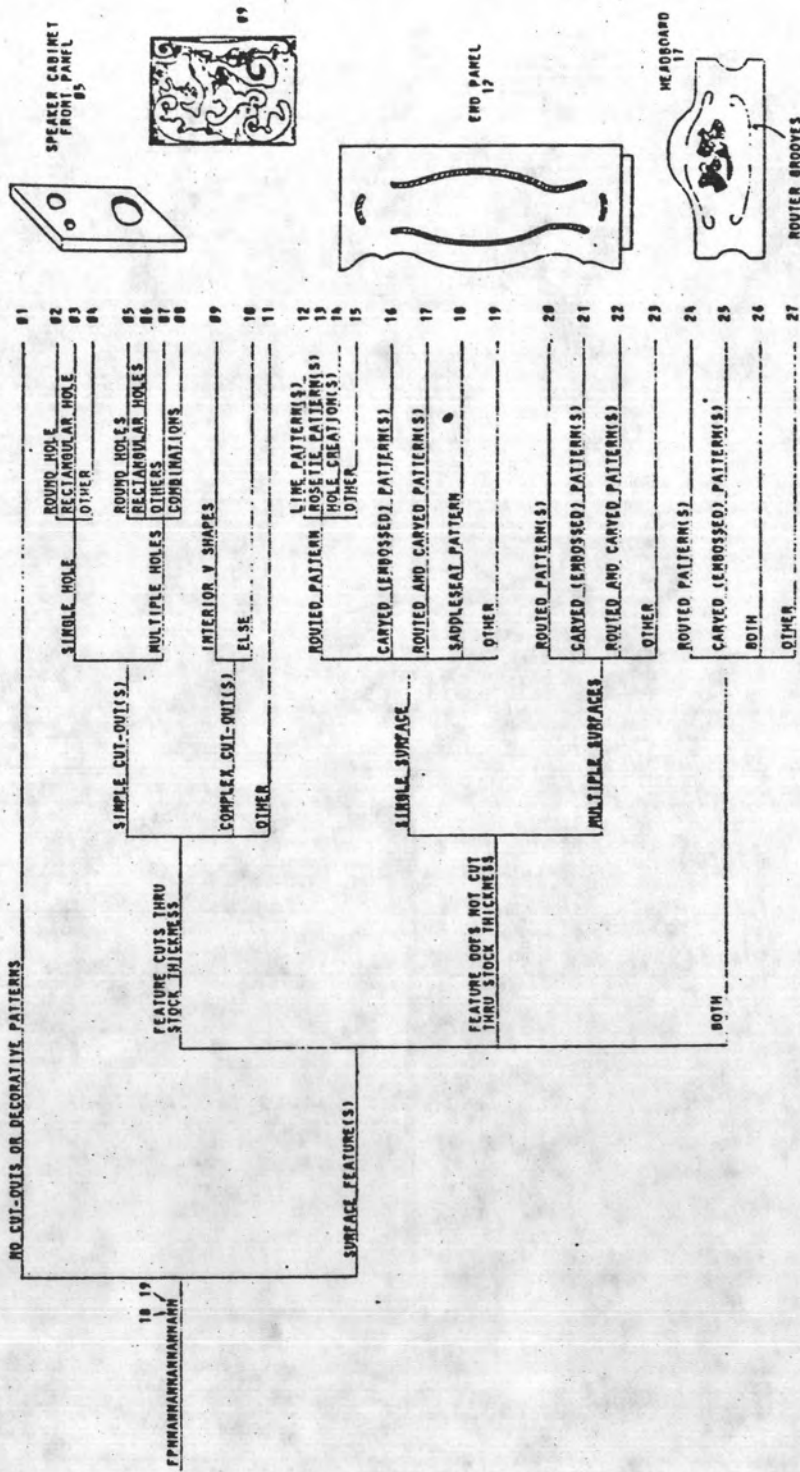 NO CUT-OUTS OR DECORATIVE PATTERNS 01
18 19
SURFACE FEATURE(S)
FEATURE CUTS THRU
STOCK THICKNESS
SIMPLE CUT-OUT(S)
SINGLE HOLE
ROUND HOLE 02
RECTANGULAR HOLE 03
OTHER 04
MULTIPLE HOLES
ROUND HOLES 05
RECTANGULAR HOLES 06
OTHERS 07
COMBINATIONS 08
COMPLEX CUT-OUT(S)
INTERIOR V SHAPES 09
ELSE 10
OTHER 11
FEATURE DOES NOT CUT
THRU STOCK THICKNESS
SINGLE SURFACE
ROUTED PATTERN
LINE PATTERN(S) 12
ROSETTE PATTERN(S) 13
HOLE CREATION(S) 14
OTHER 15
CARVED (EMBOSSED) PATTERN(S) 16
ROUTED AND CARVED PATTERN(S) 17
SADDLESEAT PATTERN 18
OTHER 19
MULTIPLE SURFACES
ROUTED PATTERN(S) 20
CARVED (EMBOSSED) PATTERN(S) 21
ROUTED AND CARVED PATTERN(S) 22
OTHER 23
BOTH
ROUTED PATTERN(S) 24
CARVED (EMBOSSED) PATTERN(S) 25
BOTH 26
OTHER 27
SPEAKER CABINET
FRONT PANEL
05
09
END PANEL
12
HEADBOARD
17
ROUTER GROOVES